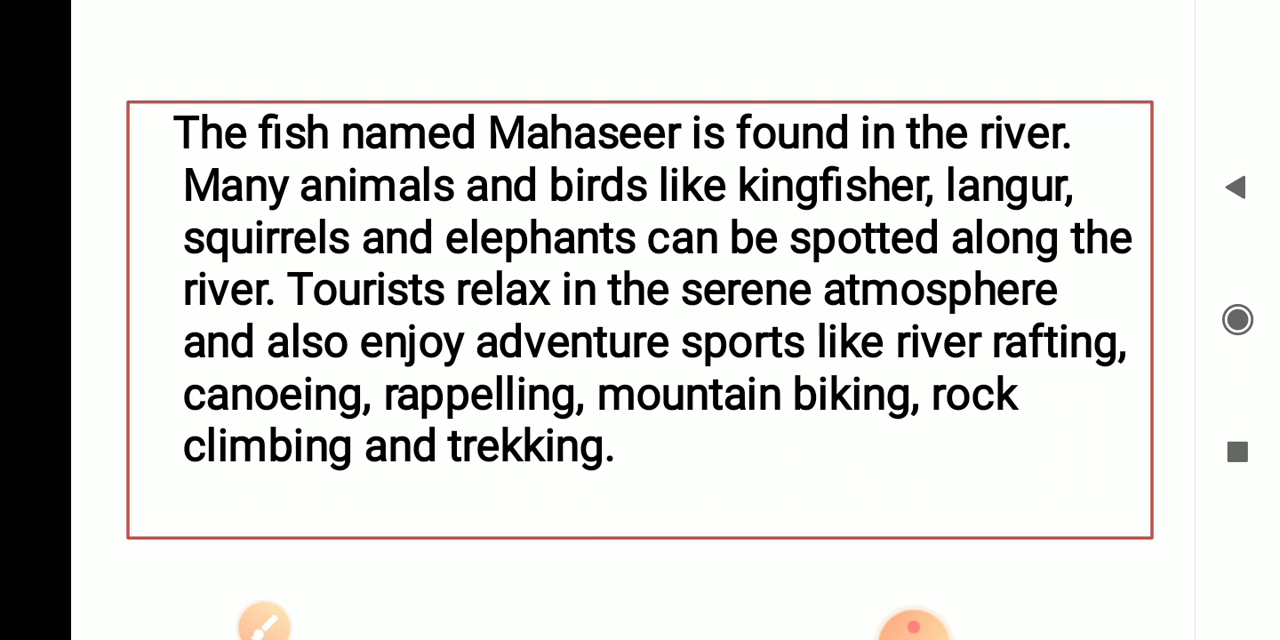 The fish named Mahaseer is found in the river.
Many animals and birds like kingfisher, langur,
squirrels and elephants can be spotted along the
river. Tourists relax in the serene atmosphere
and also enjoy adventure sports like river rafting,
canoeing, rappelling, mountain biking, rock
climbing and trekking.